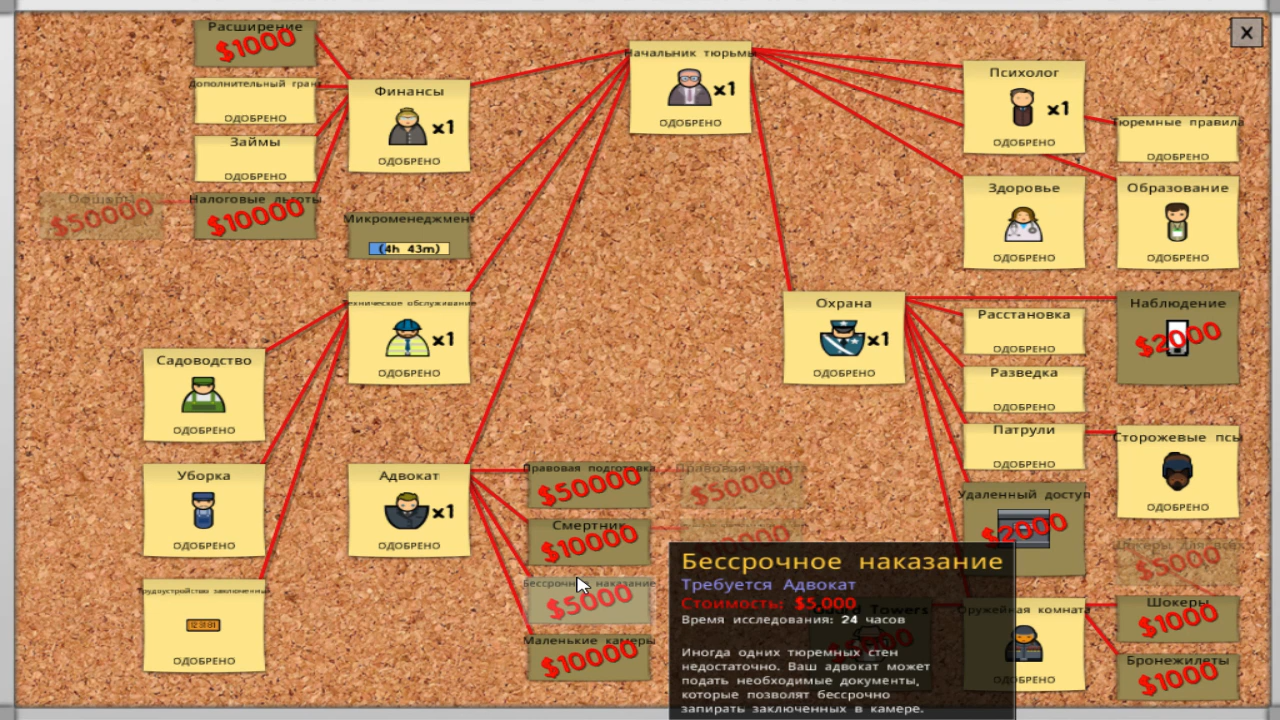 Расширение
$1000
Дополнительный грант
ОДОБРЕНО
Займы
ОДОБРЕНО
Офшоры
$50000
Налоговые льготы
$10000
Финансы
x1
ОДОБРЕНО
Микроменеджмент
(4h 43m)
Начальник тюрьмы
x1
ОДОБРЕНО
Психолог
x1
ОДОБРЕНО
Тюремные правила
ОДОБРЕНО
Здоровье
ОДОБРЕНО
Образование
ОДОБРЕНО
X
Техническое обслуживание
x1
ОДОБРЕНО
Садоводство
ОДОБРЕНО
Уборка
ОДОБРЕНО
Трудоустройство заключенных
ОДОБРЕНО
Адвокат
x1
ОДОБРЕНО
Правовая подготовка
$50000
Правовая защита
$50000
Смертник
$10000
$10000
Бессрочное наказание
$5000
Маленькие камеры
$10000
Охрана
x1
ОДОБРЕНО
Расстановка
ОДОБРЕНО
Разведка
ОДОБРЕНО
Патрули
ОДОБРЕНО
Наблюдение
$2000
Сторожевые псы
ОДОБРЕНО
Удаленный доступ
$2000
Шокеры для псов
$5000
Оружейная комната
ОДОБРЕНО
Шокеры
$1000
Бронежилеты
$1000
Towers
Бессрочное наказание
Требуется Адвокат
Стоимость: $5,000
Время исследования: 24 часов
Иногда одних тюремных стен
недостаточно. Ваш адвокат может
подать необходимые документы,
которые позволят бессрочно
запирать заключенных в камере.